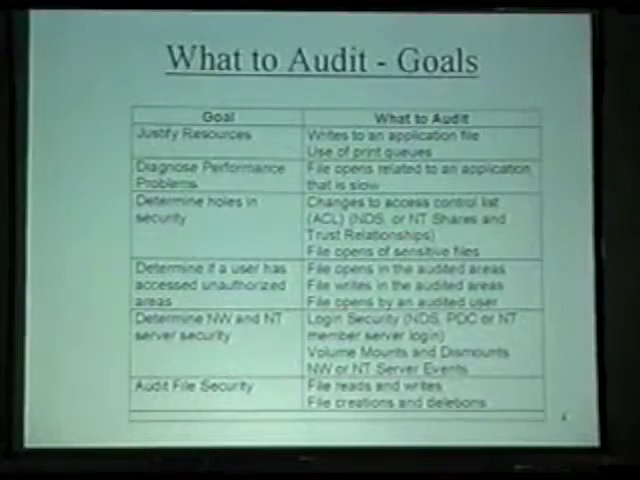 What to Audit - Goals
Goal What to Audit
Justify Resources
Writes to an application file
Use of print queues
Diagnose Performance
Problems
File opens related to an application
that is slow
Determine holes in
security
Changes to access control list
(ACL) (NDS, or NT Shares and
Trust Relationships)
File opens of sensitive files
Determine if a user has
accessed unauthorized
areas
File opens in the audited areas
File writes in the audited areas
File opens by an audited user
Determine NW and NT
server security
Login Security (NDS, PDC or NT
member server login)
Volume Mounts and Dismounts
NW or NT Server Events
Audit File Security
File reads and writes
File creations and deletions